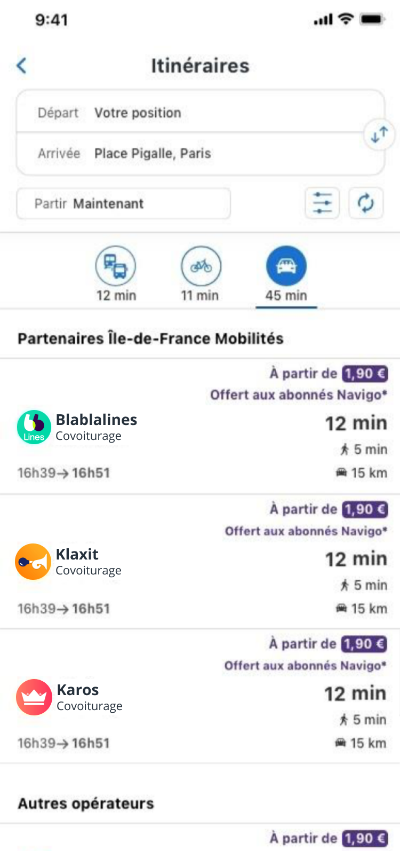 9:41
Itinéraires
Départ Votre position
Arrivée Place Pigalle, Paris
Partir Maintenant
12 min 11 min 45 min
Partenaires Île-de-France Mobilités
À partir de 1,90 €
Offert aux abonnés Navigo*
Lines
Blablalines
Covoiturage
12 min
5 min
16h39→ 16h51
15 km
À partir de 1,90 €
Offert aux abonnés Navigo*
Klaxit
Covoiturage
12 min
5 min
16h39→ 16h51
15 km
À partir de 1,90 €
Offert aux abonnés Navigo*
Karos
Covoiturage
12 min
5 min
16h39→ 16h51
15 km
Autres opérateurs
À partir de 1,90 €